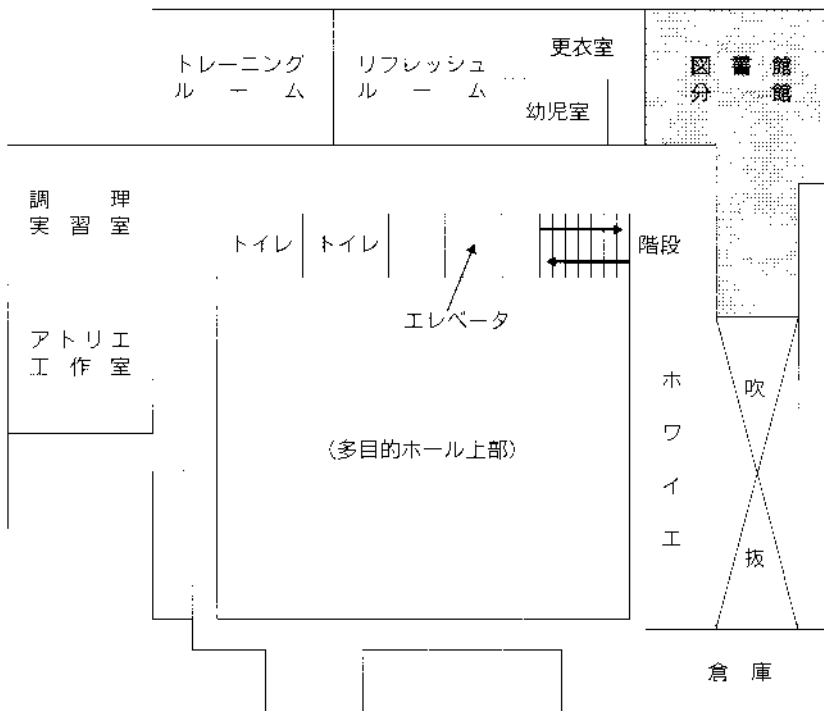 トレーニング
ルーム
リフレッシュ
ルーム
更衣室
幼児室
図書館
分館
調理
実習室
トイレ
トイレ
階段
エレベータ
アトリエ
工作室
(多目的ホール上部)
ホワイエ
吹
抜
倉庫